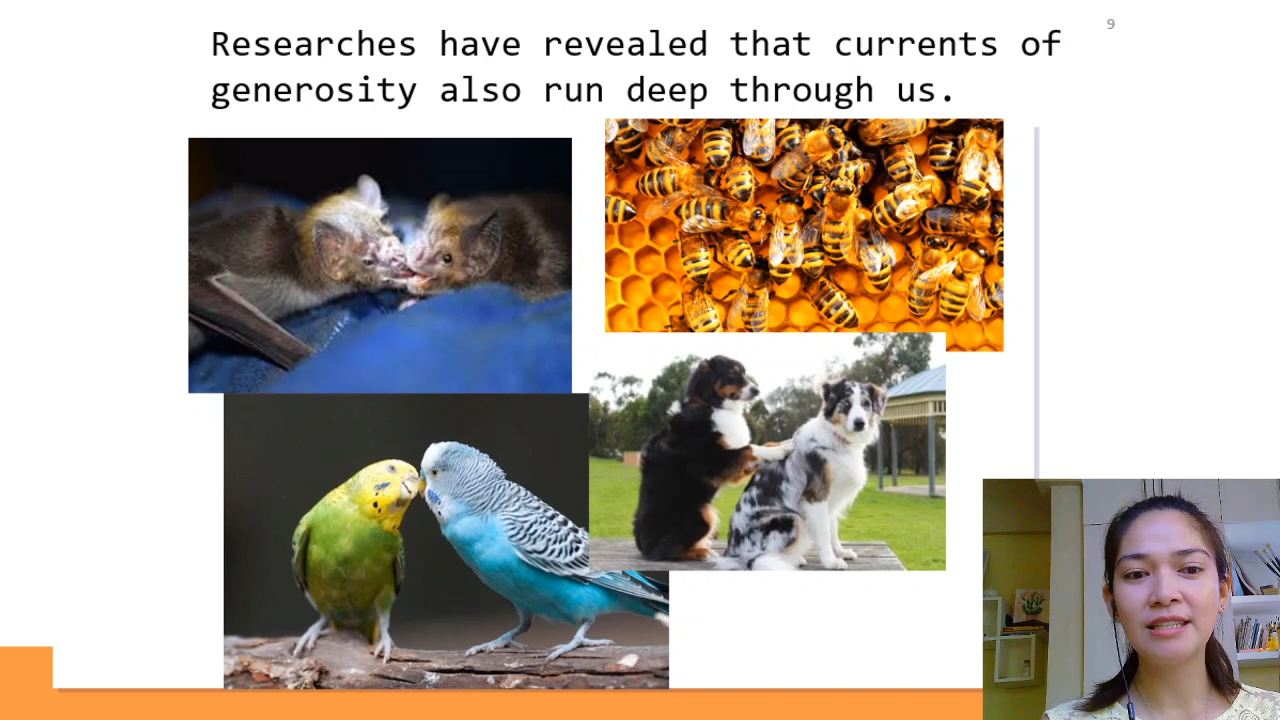 9
Researches have revealed that currents of
generosity also run deep through us.